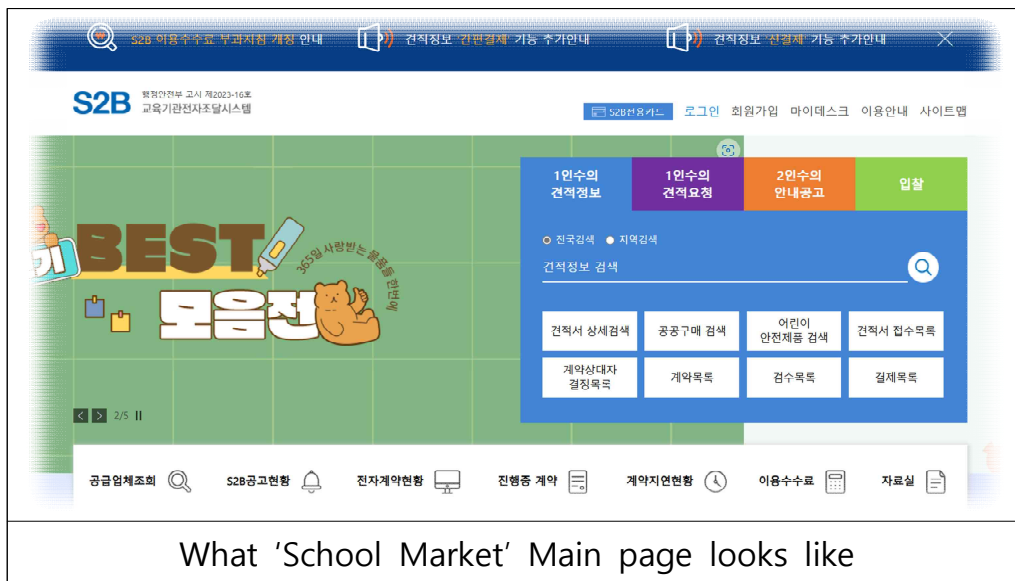 S2B 이용수수료 부과지침 개정 안내
견적정보 '간편결제' 기능 추가안내
견적정보 '신결제' 기능 추가안내
S2B
행정안전부 고시 제2023-16호
교육기관전자조달시스템
S2B전용카드 로그인 회원가입 마이데스크 이용안내 사이트맵
기
BEST
365일 사랑받는 물품들 한번에
모음전
2/5
1인수의
견적정보
1인수의
견적요청
2인수의
안내공고
입찰
전국검색 지역검색
견적정보 검색
견적서 상세검색
공공구매 검색
어린이
안전제품 검색
견적서 접수목록
계약상대자
결정목록
계약목록
검수목록
결제목록
공급업체조회
S2B공고현황
전자계약현황
진행중 계약
계약지연현황
이용수수료
자료실
What 'School Market' Main page looks like